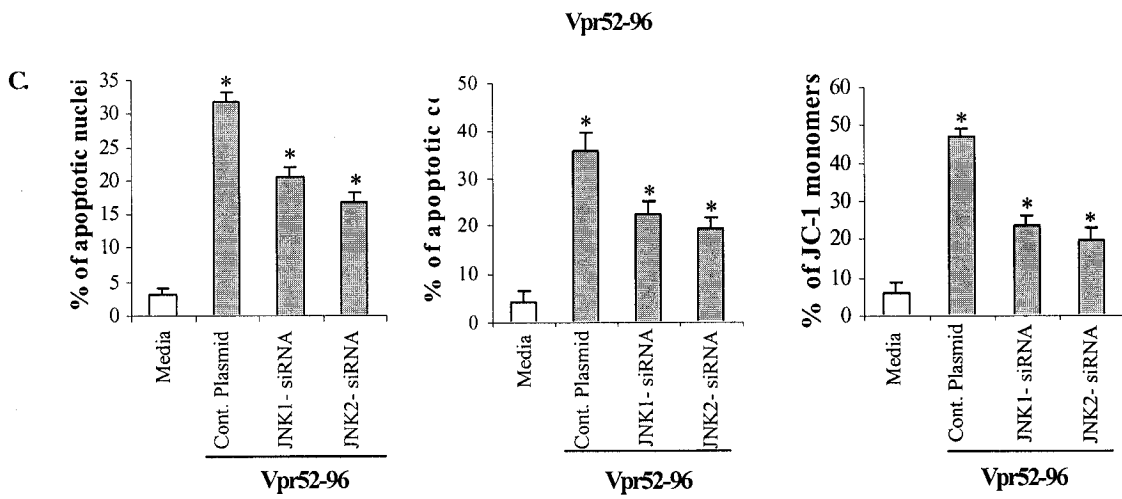 Vpr52-96
C.
% of apoptotic nuclei
35
30
25
20
15
10
5
0
*
*
*
Media
Cont. Plasmid
JNK1- siRNA
JNK2- siRNA
Vpr52-96
% of apoptotic
50
40
30
20
10
0
*
*
*
Media
Cont. Plasmid
JNK1- siRNA
JNK2- siRNA
Vpr52-96
% of JC-1 monomers
60
50
40
30
20
10
0
*
*
*
Media
Cont. Plasmid
JNK1- siRNA
JNK2- siRNA
Vpr52-96